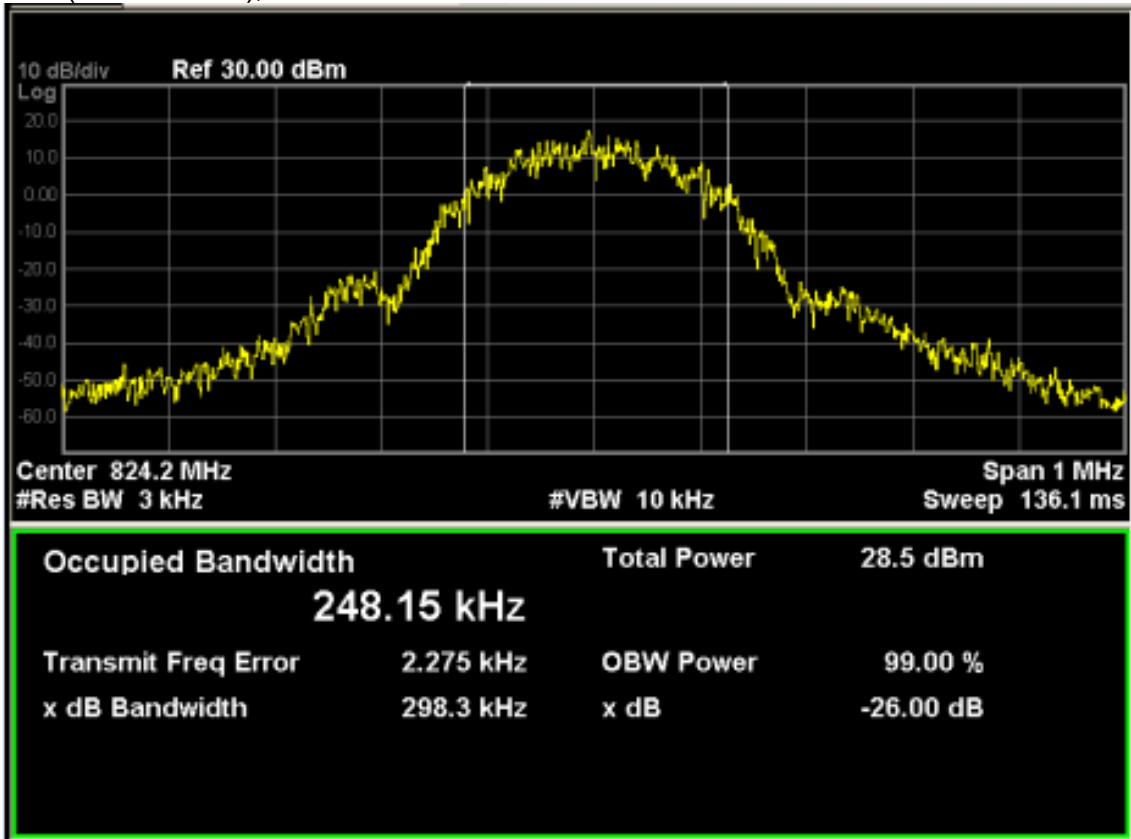 10 dB/div Ref 30.00 dBm
Log
20.0
10.0
0.00
-10.0
-20.0
-30.0
-40.0
-50.0
-60.0
Center 824.2 MHz Span 1 MHz
#Res BW 3 kHz #VBW 10 kHz Sweep 136.1 ms
Occupied Bandwidth Total Power 28.5 dBm
248.15 kHz
Transmit Freq Error 2.275 kHz OBW Power 99.00 %
x dB Bandwidth 298.3 kHz x dB -26.00 dB